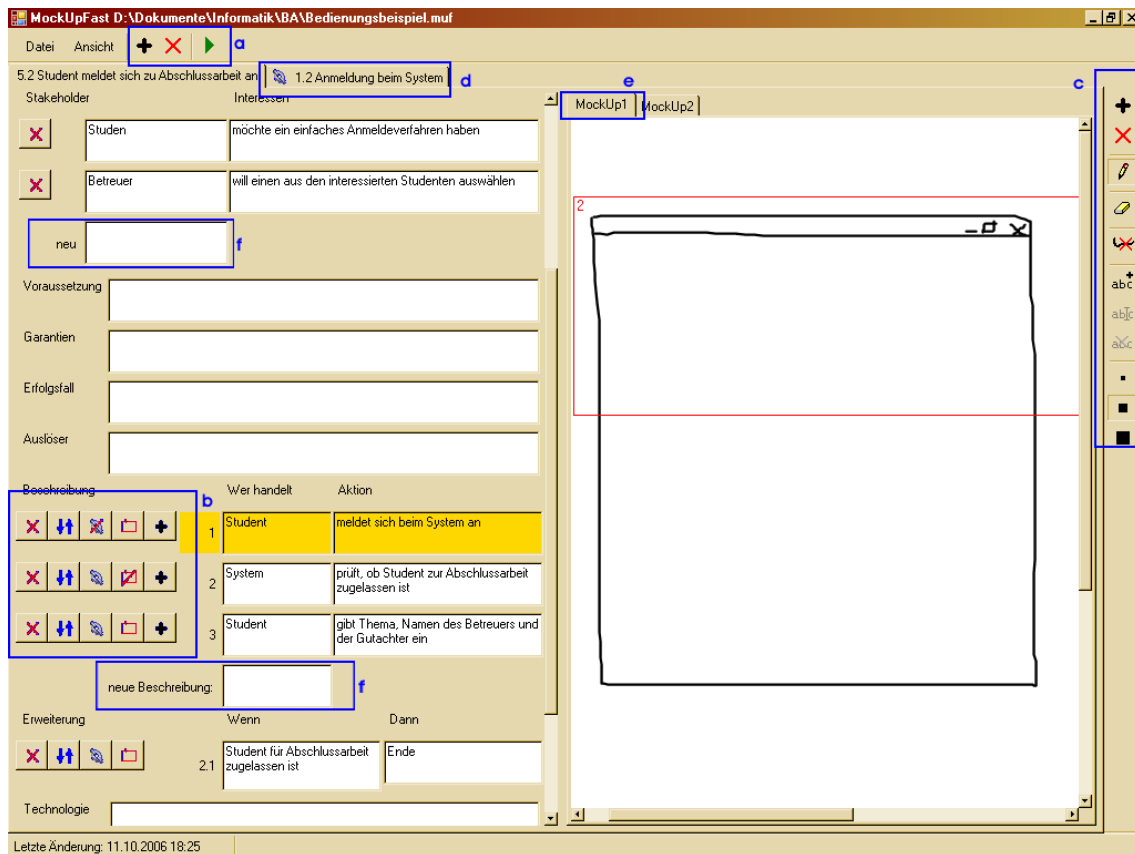 MockUpFast D:\Dokumente\Informatik\BA\Bedienungsbeispiel.muf
Datei Ansicht a
5.2 Student meldet sich zu Abschlussarbeit an 1.2 Anmeldung beim System d
Stakeholder Interessen
e
c
MockUp1 MockUp2
Studen möchte ein einfaches Anmeldeverfahren haben
Betreuer will einen aus den interessierten Studenten auswählen
neu f
2
abc
abc
abc
Voraussetzung
Garantien
Erfolgsfall
Auslöser
Beschreibung b Wer handelt Aktion
1 Student meldet sich beim System an
2 System prüft, ob Student zur Abschlussarbeit
zugelassen ist
3 Student gibt Thema, Namen des Betreuers und
der Gutachter ein
neue Beschreibung: f
Erweiterung Wenn Dann
2.1 Student für Abschlussarbeit
zugelassen ist
Ende
Technologie
Letzte Änderung: 11.10.2006 18:25